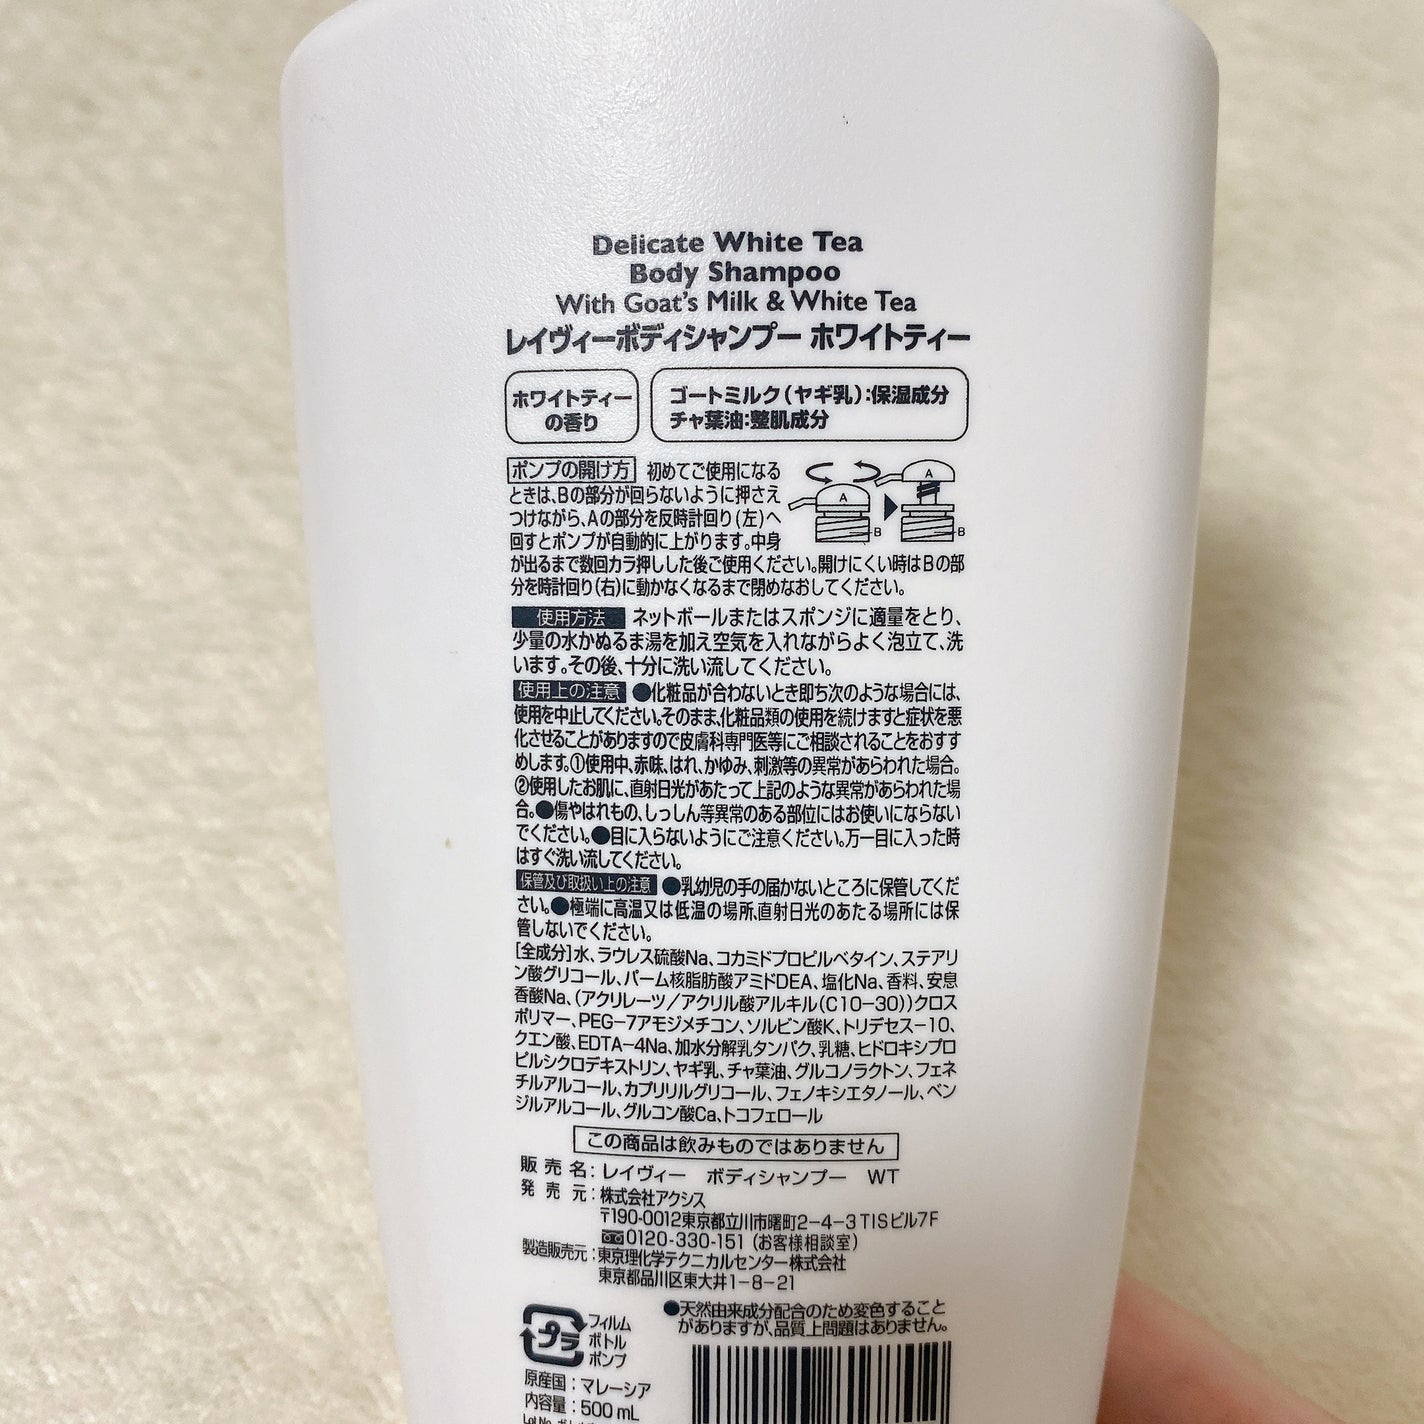 Delicate White Tea
Body Shampoo
With Goat's Milk & White Tea
レイヴィーボディシャンプー ホワイトティー
ホワイトティー
の香り
ゴートミルク(ヤギ乳):保湿成分
チャ葉油:整肌成分
ポンプの開け方 初めてご使用になる
ときは、Bの部分が回らないように押さえ
つけながら、Aの部分を反時計回り(左)へ
回すとポンプが自動的に上がります。中身
が出るまで数回カラ押しした後ご使用ください。開けにくい時はBの部
分を時計回り(右)に動かなくなるまで閉めなおしてください。
A
B
A
B
使用方法 ネットボールまたはスポンジに適量をとり、
少量の水かぬるま湯を加え空気を入れながらよく泡立て、洗
います。その後、十分に洗い流してください。
使用上の注意 ●化粧品が合わないとき即ち次のような場合には、
使用を中止してください。そのまま、化粧品類の使用を続けますと症状を悪
化させることがありますので皮膚科専門医等にご相談されることをおすす
めします。①使用中、赤味、はれ、かゆみ、刺激等の異常があらわれた場合。
②使用したお肌に、直射日光があたって上記のような異常があらわれた場
合。●傷やはれもの、しっしん等異常のある部位にはお使いにならない
でください。●目に入らないようにご注意ください。万一目に入った時
はすぐ洗い流してください。
保管及び取扱い上の注意 ●乳幼児の手の届かないところに保管してくだ
さい。●極端に高温又は低温の場所、直射日光のあたる場所には保
管しないでください。
[全成分]水、ラウレス硫酸Na、コカミドプロピルベタイン、ステアリ
ン酸グリコール、パーム核脂肪酸アミドDEA、塩化Na、香料、安息
香酸Na、(アクリレーツ/アクリル酸アルキル(C10-30))クロス
ポリマー、PEG-7アモジメチコン、ソルビン酸K、トリデセス-10、
クエン酸、EDTA-4Na、加水分解乳タンパク、乳糖、ヒドロキシプロ
ピルシクロデキストリン、ヤギ乳、チャ葉油、グルコノラクトン、フェネ
チルアルコール、カプリリルグリコール、フェノキシエタノール、ベン
ジルアルコール、グルコン酸Ca、トコフェロール
この商品は飲みものではありません
販売名:レイヴィー ボディシャンプー WT
発売元:株式会社アクシス
〒190-0012東京都立川市曙町2-4-3 TISビル7F
0120-330-151 (お客様相談室)
製造販売元:東京理化学テクニカルセンター株式会社
東京都品川区東大井1-8-21
プラ
フィルム
ボトル
ポンプ
●天然由来成分配合のため変色すること
がありますが、品質上問題はありません。
原産国:マレーシア
内容量:500mL